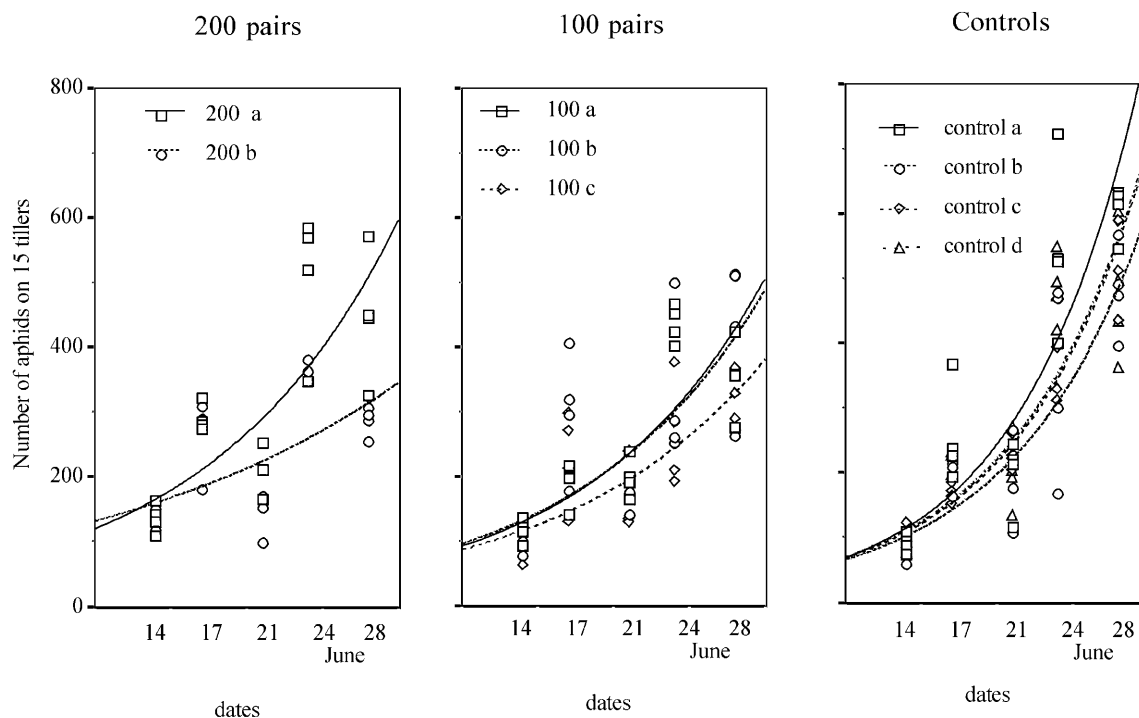 200 pairs
100 pairs
Controls
Number of aphids on 15 tillers
800
600
400
200
0
200 a
200 b
14 17 21 24 28
June
dates
100 a
100 b
100 c
14 17 21 24 28
June
dates
control a
control b
control c
control d
14 17 21 24 28
June
dates